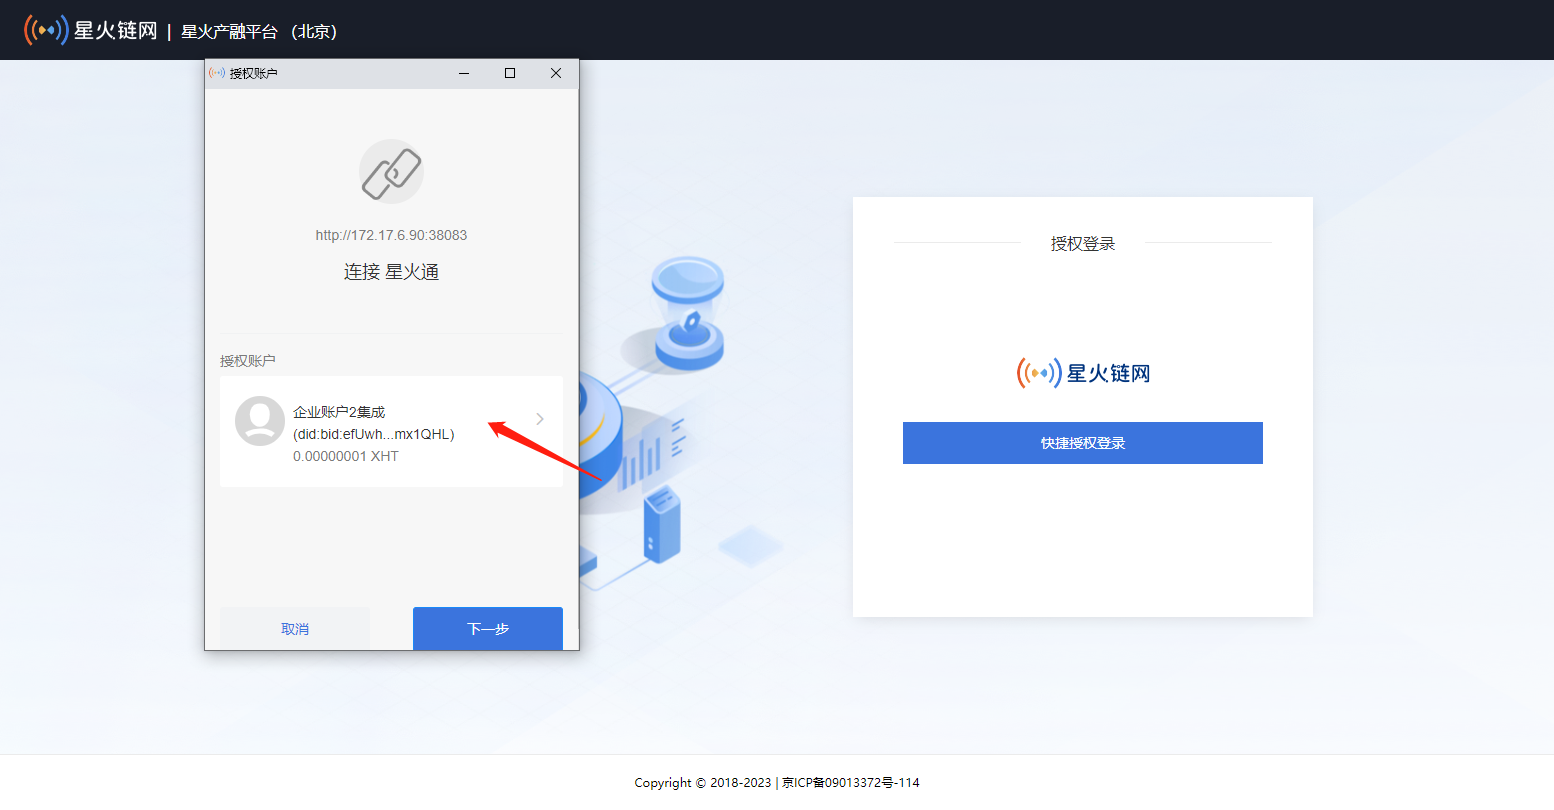 星火链网 | 星火产融平台 (北京)
授权账户
http://172.17.6.90:38083
连接 星火通
授权账户
企业账户2集成
(did:bid:efUwh...mx1QHL)
0.00000001 XHT
取消
下一步
授权登录
星火链网
快捷授权登录
Copyright © 2018-2023 | 京ICP备09013372号-114